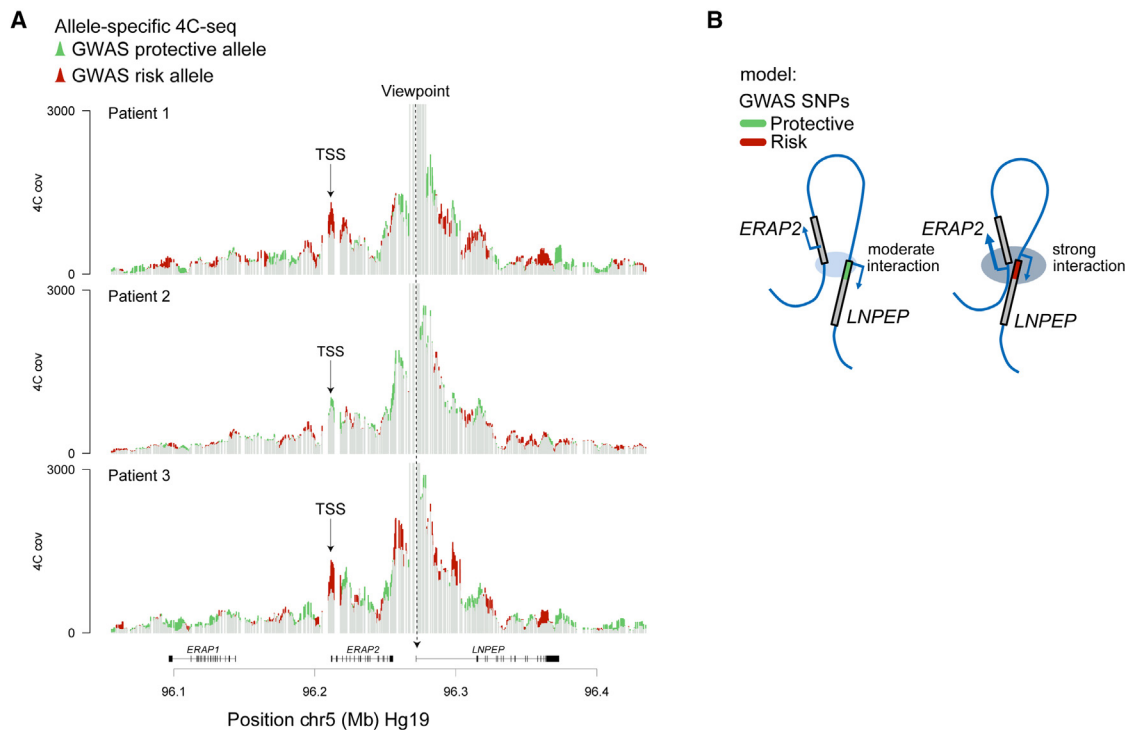 A
Allele-specific 4C-seq
GWAS protective allele
GWAS risk allele
Viewpoint
3000
Patient 1
TSS
4C cov
0
3000
Patient 2
TSS
4C cov
0
3000
Patient 3
TSS
4C cov
0
ERAP1 ERAP2 LNPEP
96.1 96.2 96.3 96.4
Position chr5 (Mb) Hg19
B
model:
GWAS SNPs
Protective
Risk
ERAP2
moderate
interaction
LNPEP
ERAP2
strong
interaction
LNPEP